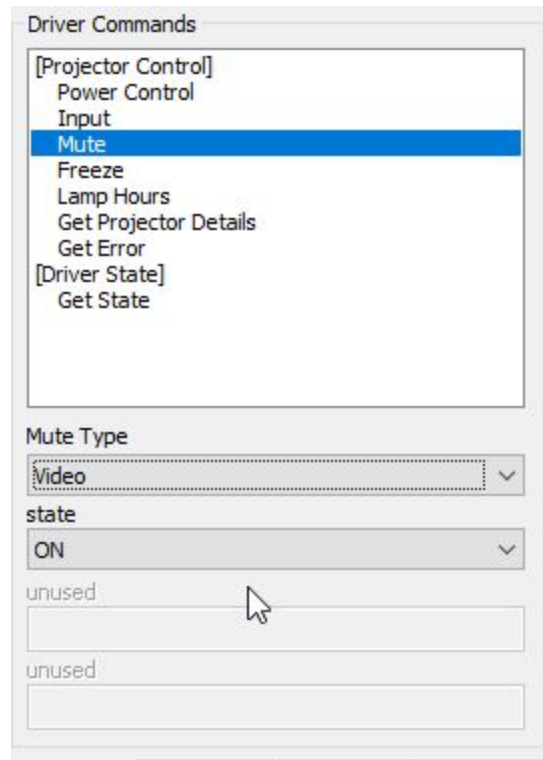 Driver Commands
[Projector Control]
Power Control
Input
Mute
Freeze
Lamp Hours
Get Projector Details
Get Error
[Driver State]
Get State
Mute Type
Video
state
ON
unused
unused